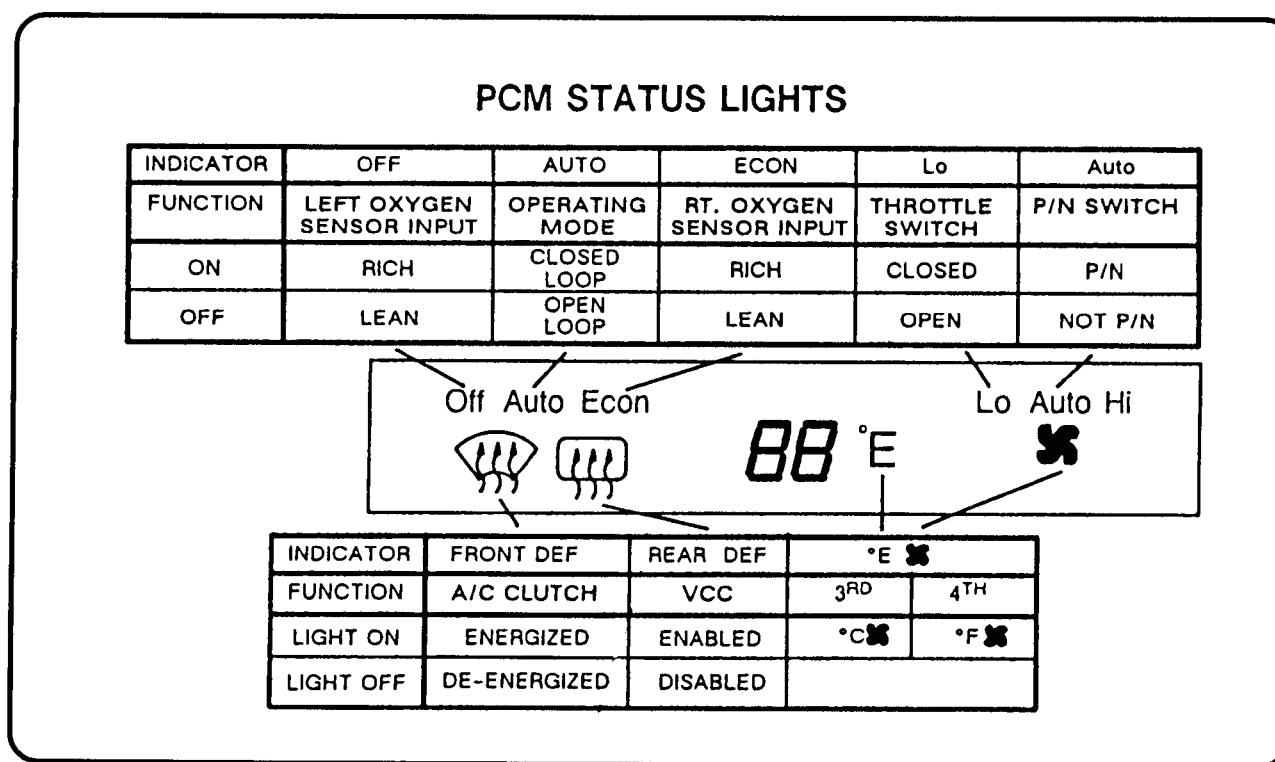 PCM STATUS LIGHTS
INDICATOR OFF AUTO ECON Lo Auto
FUNCTION LEFT OXYGEN SENSOR INPUT OPERATING MODE RT. OXYGEN SENSOR INPUT THROTTLE SWITCH P/N SWITCH
ON RICH CLOSED LOOP RICH CLOSED P/N
OFF LEAN OPEN LOOP LEAN OPEN NOT P/N
Off Auto Econ Lo Auto Hi
88 °E
INDICATOR FRONT DEF REAR DEF °E
FUNCTION A/C CLUTCH VCC 3RD 4TH
LIGHT ON ENERGIZED ENABLED °C °F
LIGHT OFF DE-ENERGIZED DISABLED